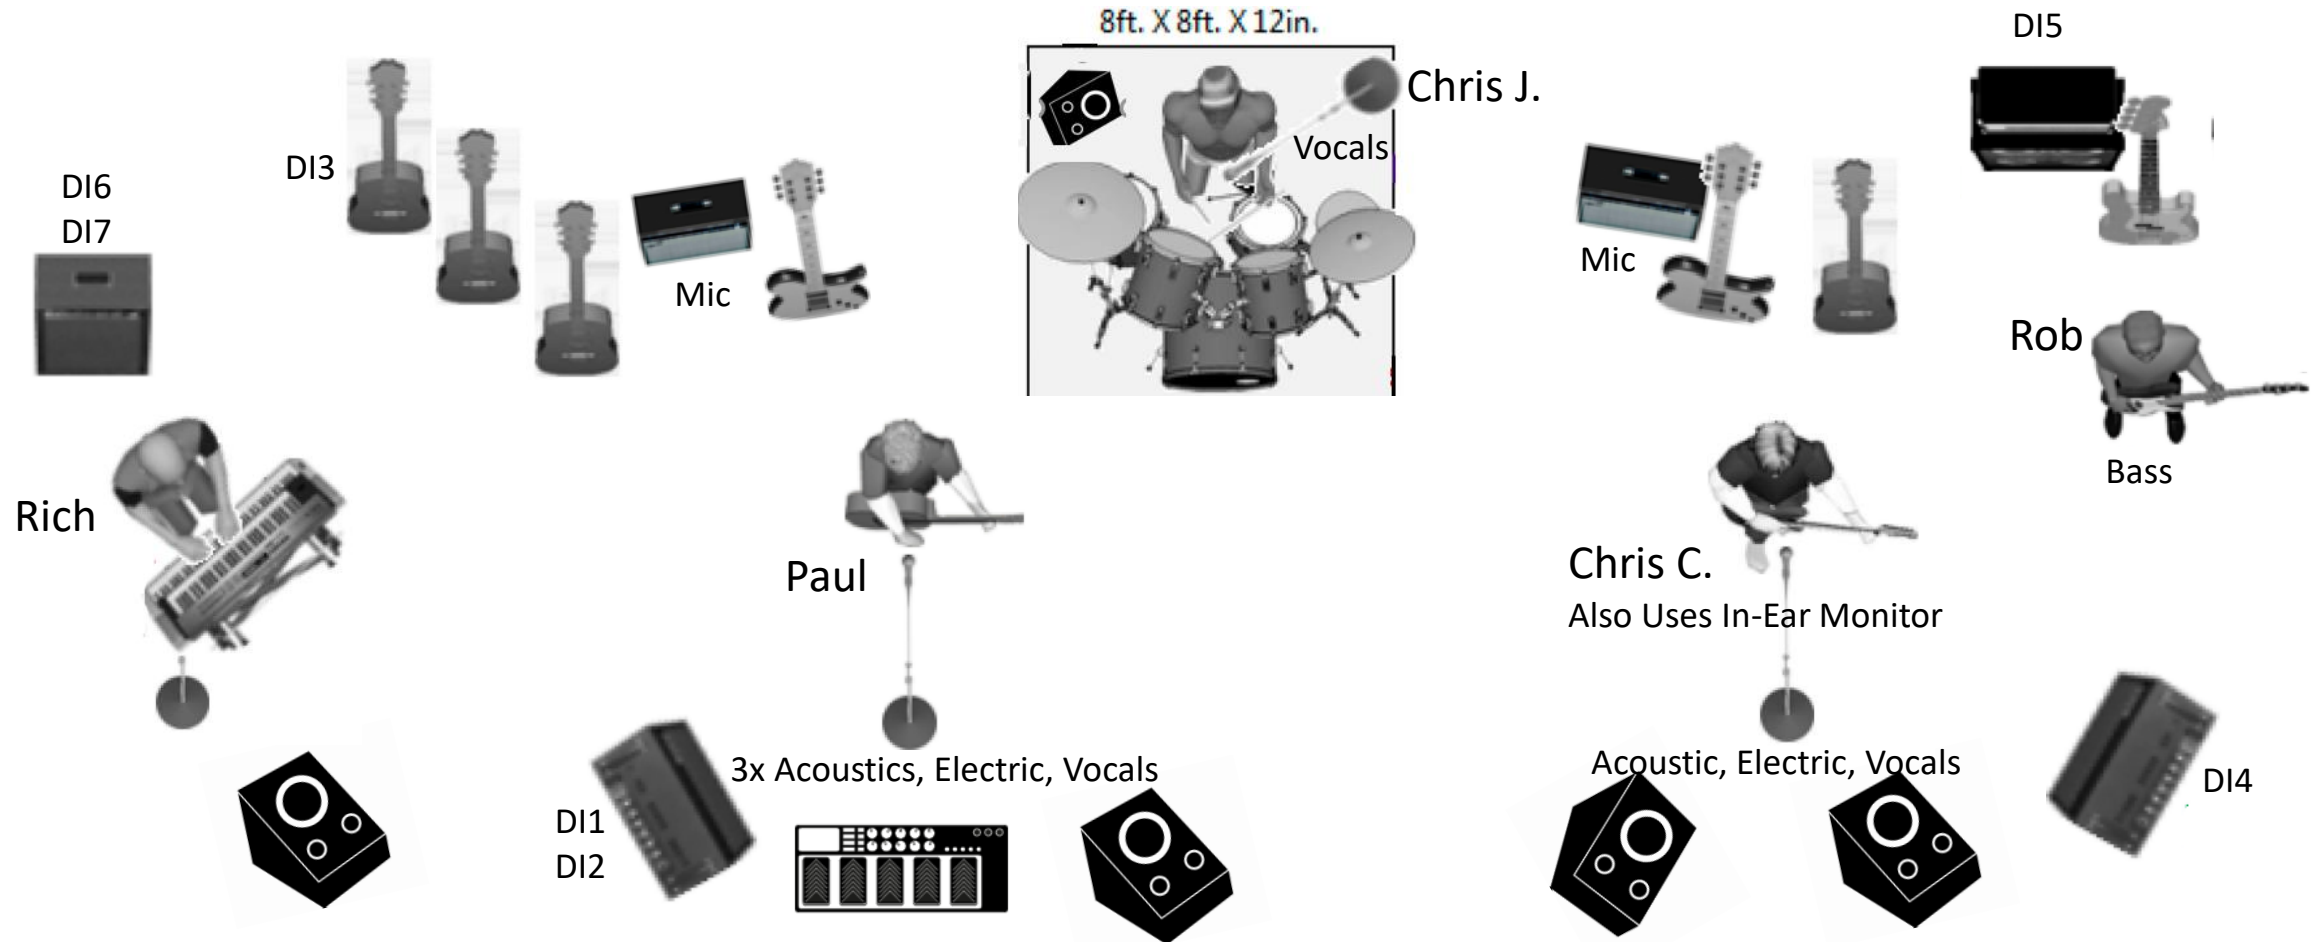 8ft. X 8ft. X 12in.
DI5
Chris J.
Vocals
DI3
DI6
DI7
Mic
Mic
Rob
Bass
Rich
Paul
Chris C.
Also Uses In-Ear Monitor
3x Acoustics, Electric, Vocals
Acoustic, Electric, Vocals
DI4
DI1
DI2